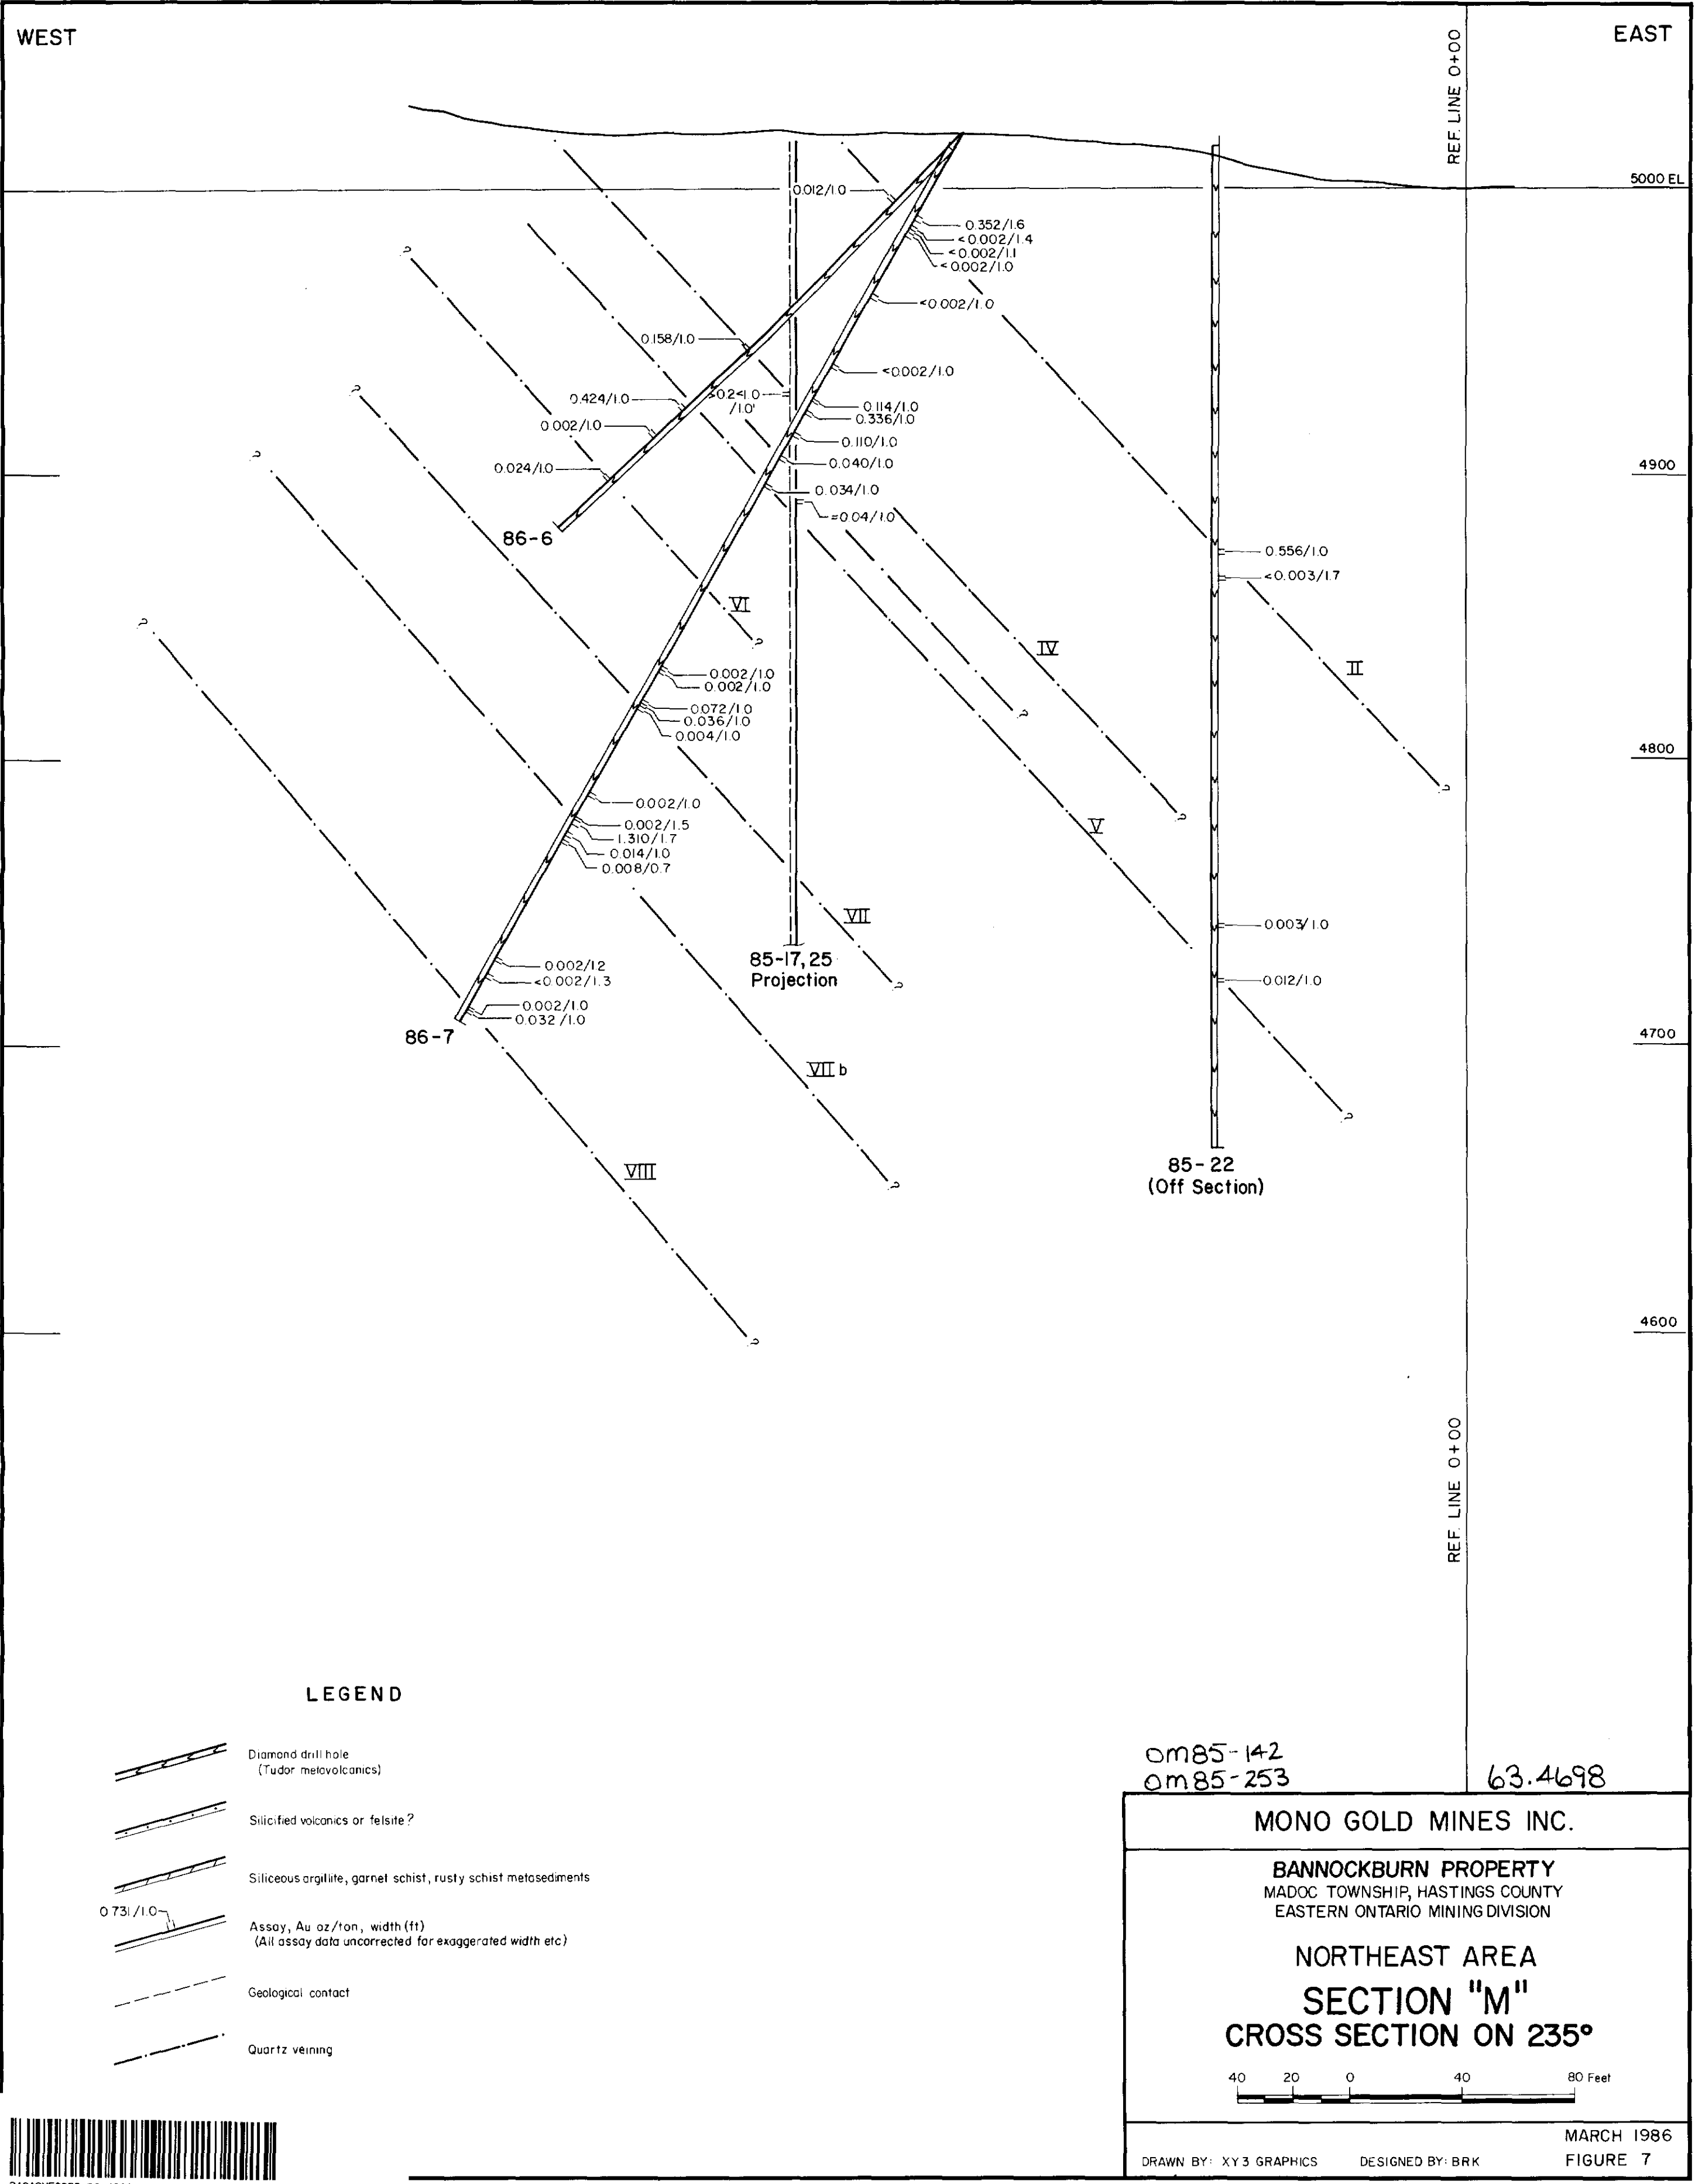 WEST
EAST
REF. LINE 0+00
5000 EL
0.012/1.0
0.352/1.6
<0.002/1.4
<0.002/1.1
<0.002/1.0
<0.002/1.0
0.158/1.0
<0.002/1.0
0.424/1.0
/1.0'
0.114/1.0
0.336/1.0
0.002/1.0
0.110/1.0
0.024/1.0
0.040/1.0
4900
0.034/1.0
=0.04/1.0
86-6
0.556/1.0
<0.003/1.7
VI
IV
II
0.002/1.0
0.002/1.0
0.072/1.0
0.036/1.0
0.004/1.0
4800
0.002/1.0
0.002/1.5
1.310/1.7
0.014/1.0
0.008/0.7
V
VII
0.003/1.0
85-17, 25
Projection
0.002/1.2
<0.002/1.3
0.012/1.0
0.002/1.0
0.032/1.0
86-7
4700
VII b
VIII
85-22
(Off Section)
4600
REF. LINE 0+00
LEGEND
Diamond drill hole
(Tudor metavolcanics)
Silicified volcanics or felsite?
Siliceous argillite, garnet schist, rusty schist metasediments
0.731/1.0
Assay, Au oz/ton, width (ft)
(All assay data uncorrected for exaggerated width etc)
Geological contact
Quartz veining
OM85-142
OM85-253
63.4698
MONO GOLD MINES INC.
BANNOCKBURN PROPERTY
MADOC TOWNSHIP, HASTINGS COUNTY
EASTERN ONTARIO MINING DIVISION
NORTHEAST AREA
SECTION "M"
CROSS SECTION ON 235°
40 20 0 40 80 Feet
MARCH 1986
DRAWN BY: XY3 GRAPHICS DESIGNED BY: BRK FIGURE 7